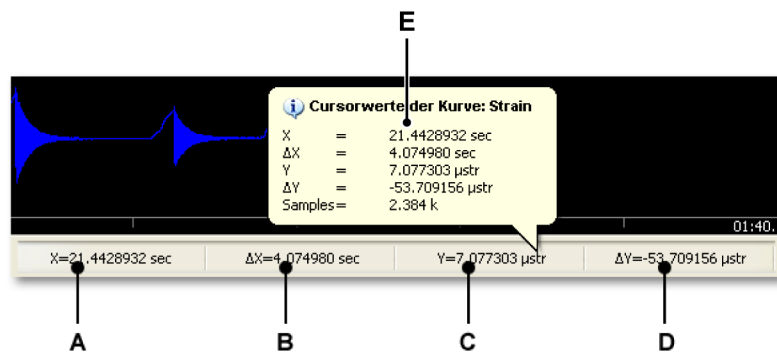 E
Cursorwerte der Kurve: Strain
X = 21.4428932 sec
ΔX = 4.074980 sec
Y = 7.077303 µstr
ΔY = -53.709156 µstr
Samples= 2.384 k
01:40.
X=21.4428932 sec ΔX=4.074980 sec Y=7.077303 µstr ΔY=-53.709156 µstr
A B C D